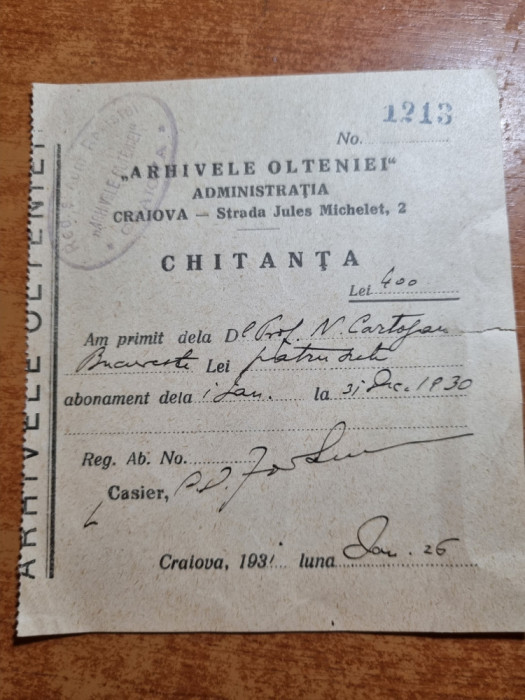 1213
No.
„ARHIVELE OLTENIEI“
ADMINISTRAȚIA
CRAIOVA — Strada Jules Michelet, 2
CHITANȚA
Lei 400
Am primit dela Dl Prof. N. Cartojan
Bucuresti Lei patru sute
abonament dela 1 Ian. la 31 Dec. 1930
Reg. Ab. No.
Casier,
Craiova, 1931 luna Ian. 26
ARHIVELE OLTENIEI